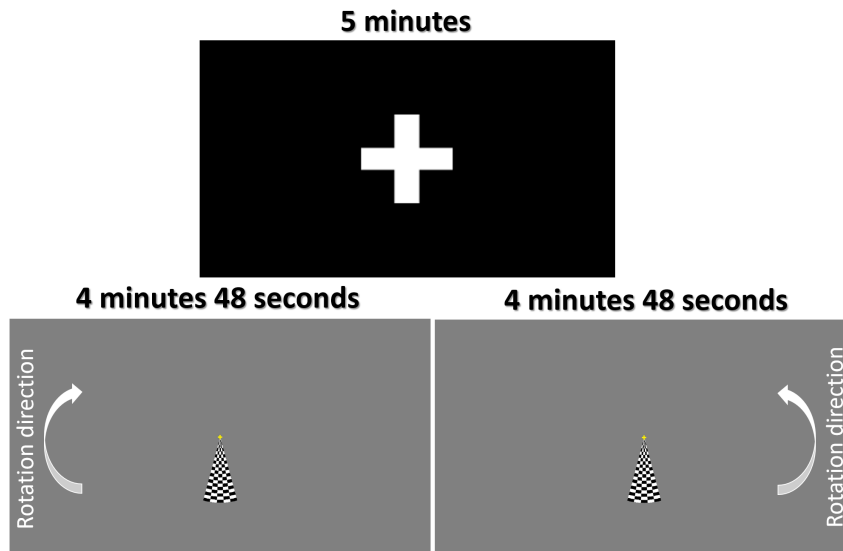 5 minutes
4 minutes 48 seconds
4 minutes 48 seconds
Rotation direction
Rotation direction